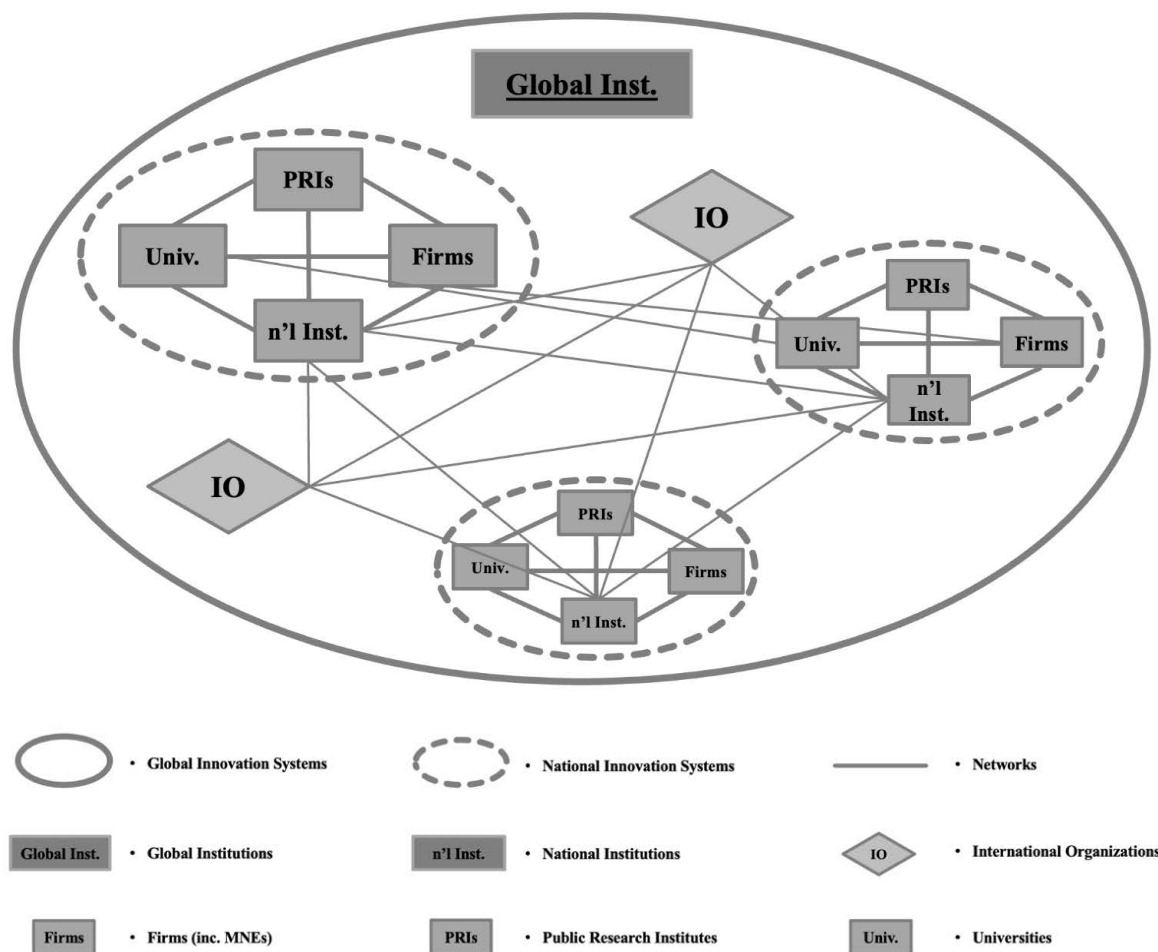 Global Inst.
PRIs
Univ.
Firms
n'l Inst.
IO
PRIs
Univ.
Firms
n'l
Inst.
IO
PRIs
Univ.
Firms
n'l Inst.
• Global Innovation Systems
• National Innovation Systems
• Networks
Global Inst. • Global Institutions
n'l Inst. • National Institutions
IO • International Organizations
Firms • Firms (inc. MNEs)
PRIs • Public Research Institutes
Univ. • Universities